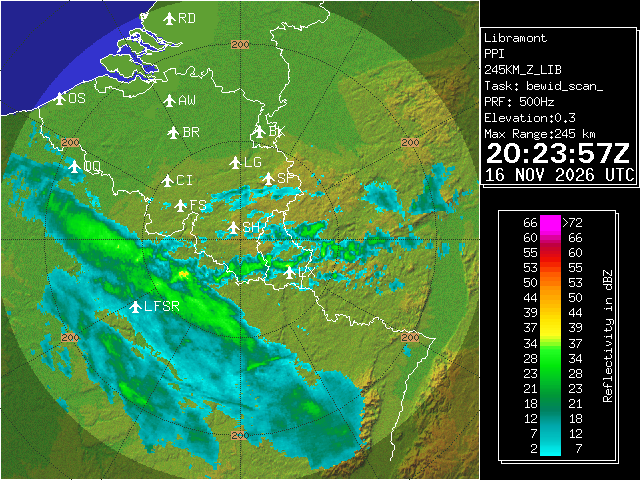 RD
200
OS
AW
BR
BK
200
200
QQ
LG
CI
SP
FS
SH
LX
LFSR
200
200
200
Libramont
PPI
245KM_Z_LIB
Task: bewid_scan_
PRF: 500Hz
Elevation:0.3
Max Range:245 km
20:23:57Z
16 NOV 2026 UTC
66 >72
60 66
55 60
53 55
50 53
44 50
39 44
37 39
34 37
28 34
23 28
21 23
18 21
12 18
7 12
2 7
Reflectivity in dBZ